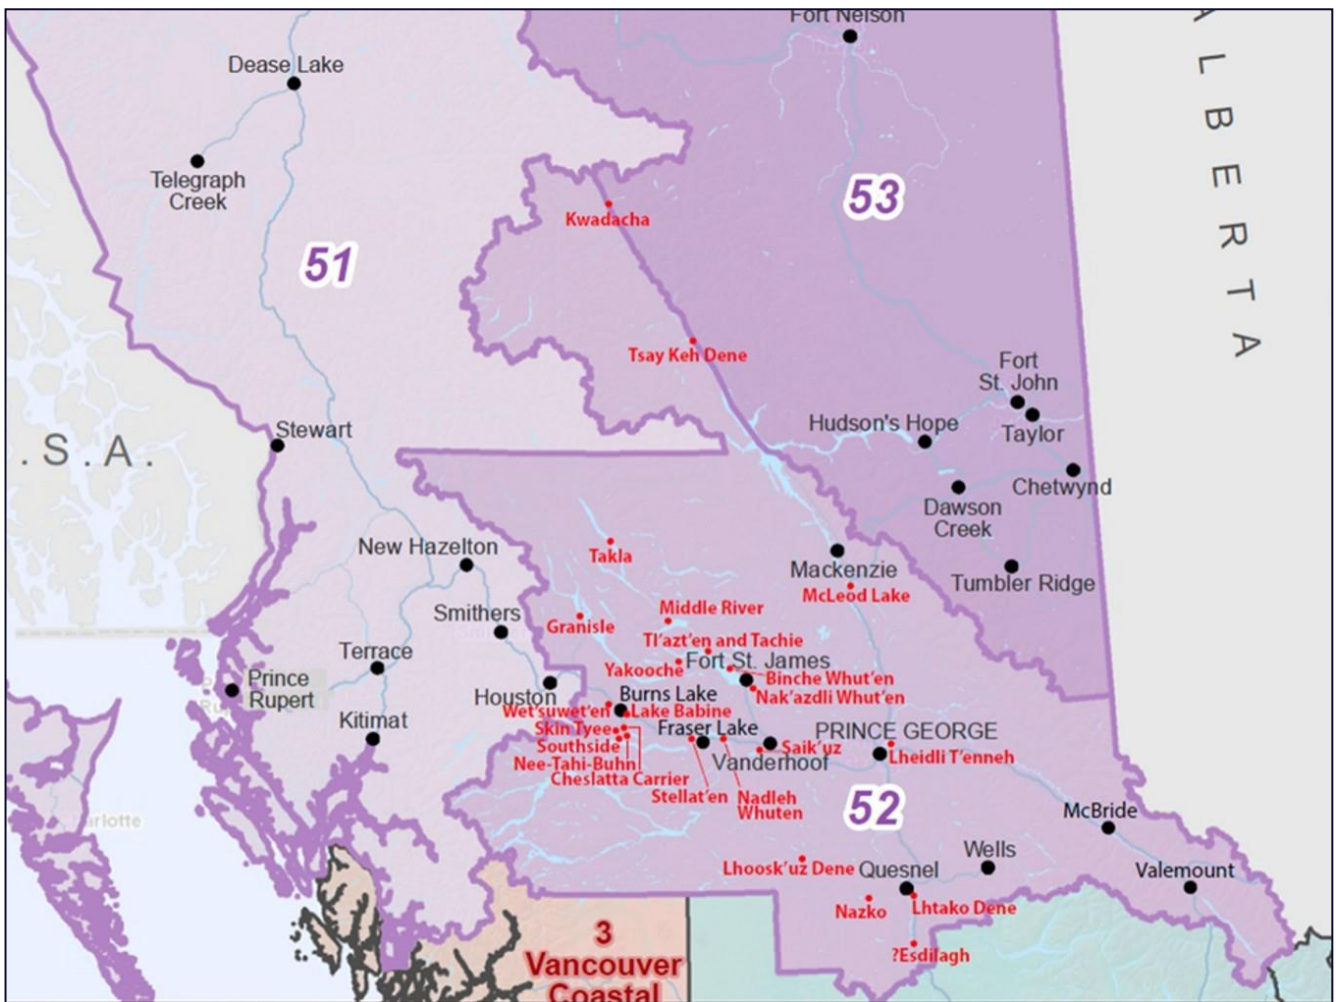 Fort Nelson
Dease Lake
Telegraph
Creek
51
53
A L B E R T A
Kwadacha
Tsay Keh Dene
Fort
St. John
Taylor
Hudson's Hope
Chetwynd
Dawson
Creek
Tumbler Ridge
Stewart
.S.A.
New Hazelton
Smithers
Terrace
Prince
Rupert
Kitimat
Houston
Takla
Granisle
Middle River
Tl'azt'en and Tachie
Yakooche
Fort St. James
Binche Whut'en
Nak'azdli Whut'en
Mackenzie
McLeod Lake
Burns Lake
Wet'suwet'en
Lake Babine
Skin Tyee
Southside
Nee-Tahi-Buhn
Cheslatta Carrier
Fraser Lake
Stellat'en
Nadleh
Whuten
Saik'uz
Vanderhoof
PRINCE GEORGE
Lheidli T'enneh
52
McBride
Valemount
Wells
Quesnel
Lhoosk'uz Dene
Nazko
Lhtako Dene
?Esdilagh
arlotte
3
Vancouver
Coastal